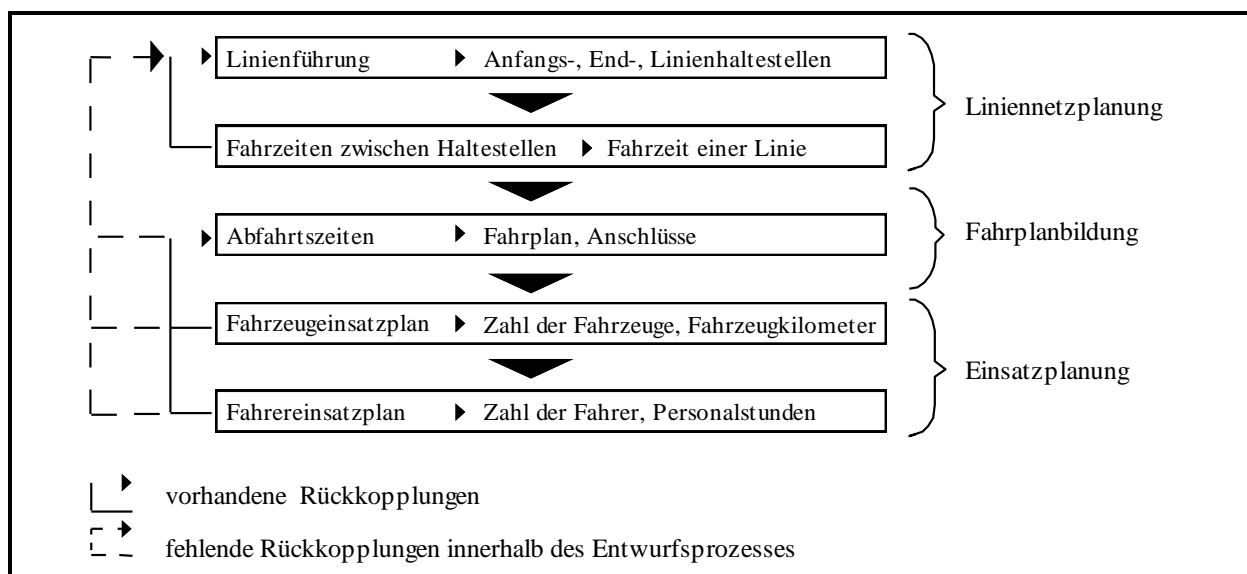 Linienführung Anfangs-, End-, Linienhaltestellen
Liniennetzplanung
Fahrzeiten zwischen Haltestellen Fahrzeit einer Linie
Abfahrtszeiten Fahrplan, Anschlüsse
Fahrplanbildung
Fahrzeugeinsatzplan Zahl der Fahrzeuge, Fahrzeugkilometer
Einsatzplanung
Fahrereinsatzplan Zahl der Fahrer, Personalstunden
vorhandene Rückkopplungen
fehlende Rückkopplungen innerhalb des Entwurfsprozesses